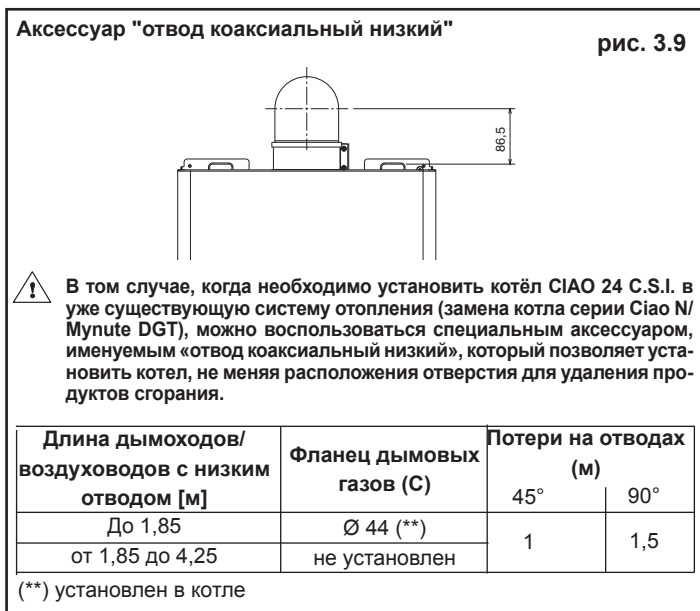 Аксессуар "отвод коаксиальный низкий"
рис. 3.9
86,5
В том случае, когда необходимо установить котёл CIAO 24 C.S.I. в
уже существующую систему отопления (замена котла серии Ciao N/
Mynute DGT), можно воспользоваться специальным аксессуаром,
именуемым «отвод коаксиальный низкий», который позволяет уста-
новить котел, не меняя расположения отверстия для удаления про-
дуктов сгорания.
Длина дымоходов/
воздуховодов с низким
отводом [м]
Фланец дымовых
газов (С)
Потери на отводах
(м)
45° 90°
До 1,85 Ø 44 (**)
1 1,5
от 1,85 до 4,25 не установлен
(**) установлен в котле